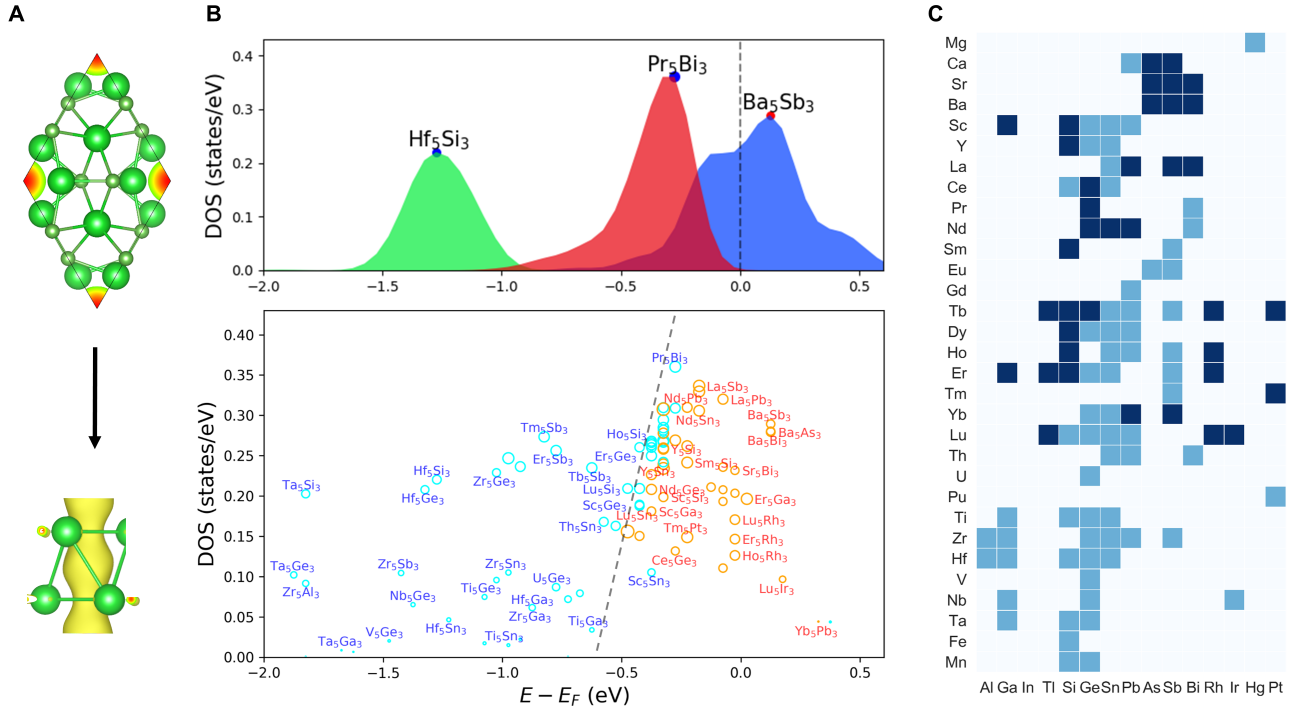 A
B
C
DOS (states/eV)
0.4
0.3
0.2
0.1
0.0
Hf5Si3
Pr5Bi3
Ba5Sb3
−2.0
−1.5
−1.0
−0.5
0.0
0.5
DOS (states/eV)
0.40
0.35
0.30
0.25
0.20
0.15
0.10
0.05
0.00
Pr5Bi3
La5Sb3
Nd5Pb3
La5Pb3
Nd5Sn3
Ba5Sb3
Tm5Sb3
Ho5Si3
Ba5As3
Ba5Bi3
Er5Sb3
Er5Ge3
Y5Si3
Sm5Si3
Hf5Si3
Zr5Ge3
Tb5Sb3
Y5Sn3
Sr5Bi3
Ta5Si3
Hf5Ge3
Lu5Si3
Nd5Ge3
Sc5Si3
Er5Ga3
Sc5Ge3
Lu5Sn3
Sc5Ga3
Th5Sn3
Tm5Pt3
Lu5Rh3
Er5Rh3
Ta5Ge3
Zr5Sb3
Zr5Sn3
Ce5Ge3
Ho5Rh3
Zr5Al3
Ti5Ge3
U5Ge3
Sc5Sn3
Lu5Ir3
Nb5Ge3
Hf5Ga3
Zr5Ga3
Hf5Sn3
Ti5Ga3
Yb5Pb3
V5Ge3
Ta5Ga3
Ti5Sn3
−2.0
−1.5
−1.0
−0.5
0.0
0.5
E − EF (eV)
Mg
Ca
Sr
Ba
Sc
Y
La
Ce
Pr
Nd
Sm
Eu
Gd
Tb
Dy
Ho
Er
Tm
Yb
Lu
Th
U
Pu
Ti
Zr
Hf
V
Nb
Ta
Fe
Mn
Al Ga In Tl Si Ge Sn Pb As Sb Bi Rh Ir Hg Pt